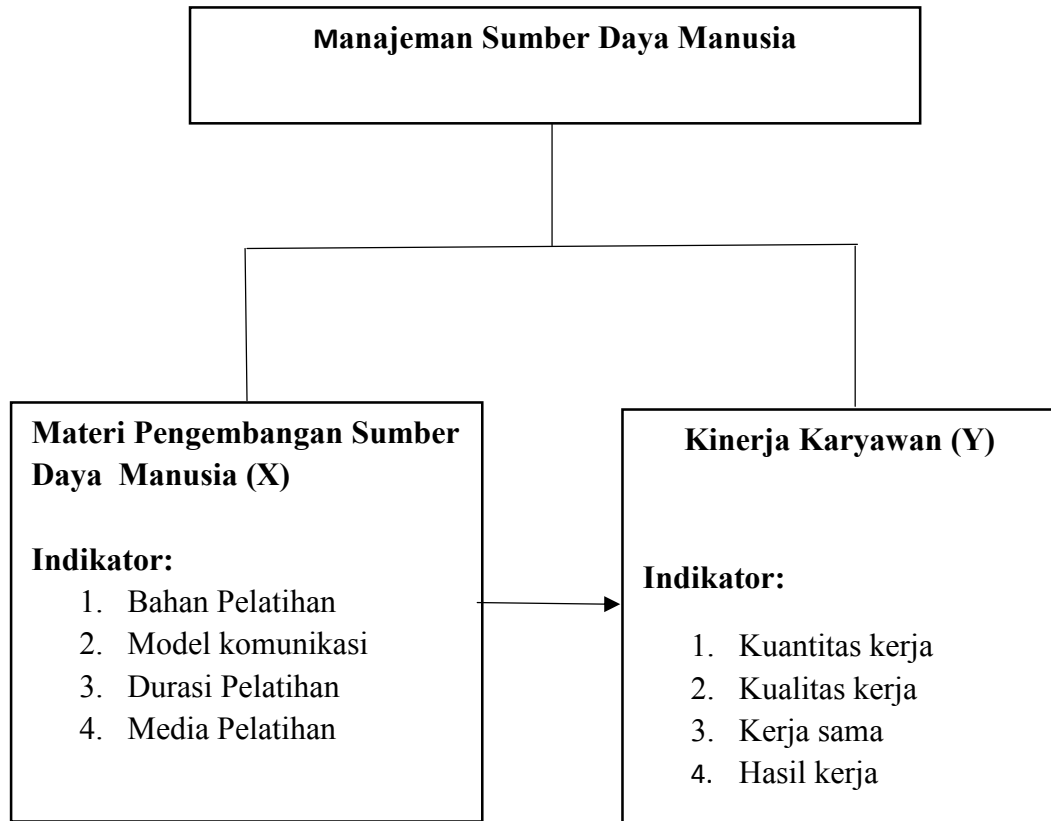 Manajeman Sumber Daya Manusia
Materi Pengembangan Sumber
Daya Manusia (X)
Indikator:
1. Bahan Pelatihan
2. Model komunikasi
3. Durasi Pelatihan
4. Media Pelatihan
Kinerja Karyawan (Y)
Indikator:
1. Kuantitas kerja
2. Kualitas kerja
3. Kerja sama
4. Hasil kerja